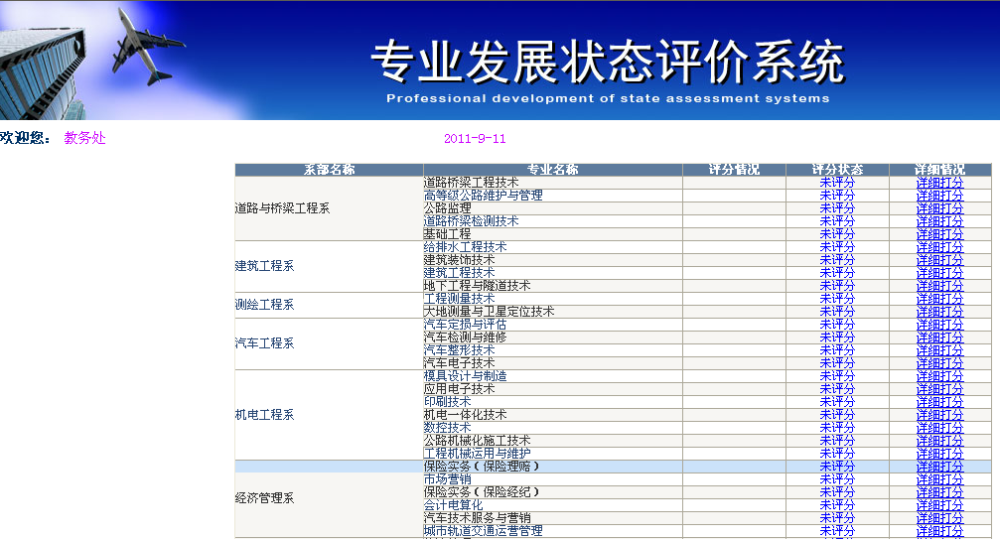 专业发展状态评价系统
Professional development of state assessment systems
欢迎您： 教务处 2011-9-11
系部名称 专业名称 评分情况 评分状态 详细情况
道路桥梁工程技术 未评分 详细打分
高等级公路维护与管理 未评分 详细打分
道路与桥梁工程系 公路监理 未评分 详细打分
道路桥梁检测技术 未评分 详细打分
基础工程 未评分 详细打分
给排水工程技术 未评分 详细打分
建筑装饰技术 未评分 详细打分
建筑工程系 建筑工程技术 未评分 详细打分
地下工程与隧道技术 未评分 详细打分
测绘工程系 工程测量技术 未评分 详细打分
大地测量与卫星定位技术 未评分 详细打分
汽车定损与评估 未评分 详细打分
汽车检测与维修 未评分 详细打分
汽车工程系 汽车整形技术 未评分 详细打分
汽车电子技术 未评分 详细打分
模具设计与制造 未评分 详细打分
应用电子技术 未评分 详细打分
印刷技术 未评分 详细打分
机电工程系 机电一体化技术 未评分 详细打分
数控技术 未评分 详细打分
公路机械化施工技术 未评分 详细打分
工程机械运用与维护 未评分 详细打分
保险实务（保险理赔） 未评分 详细打分
市场营销 未评分 详细打分
经济管理系 保险实务（保险经纪） 未评分 详细打分
会计电算化 未评分 详细打分
汽车技术服务与营销 未评分 详细打分
城市轨道交通运营管理 未评分 详细打分